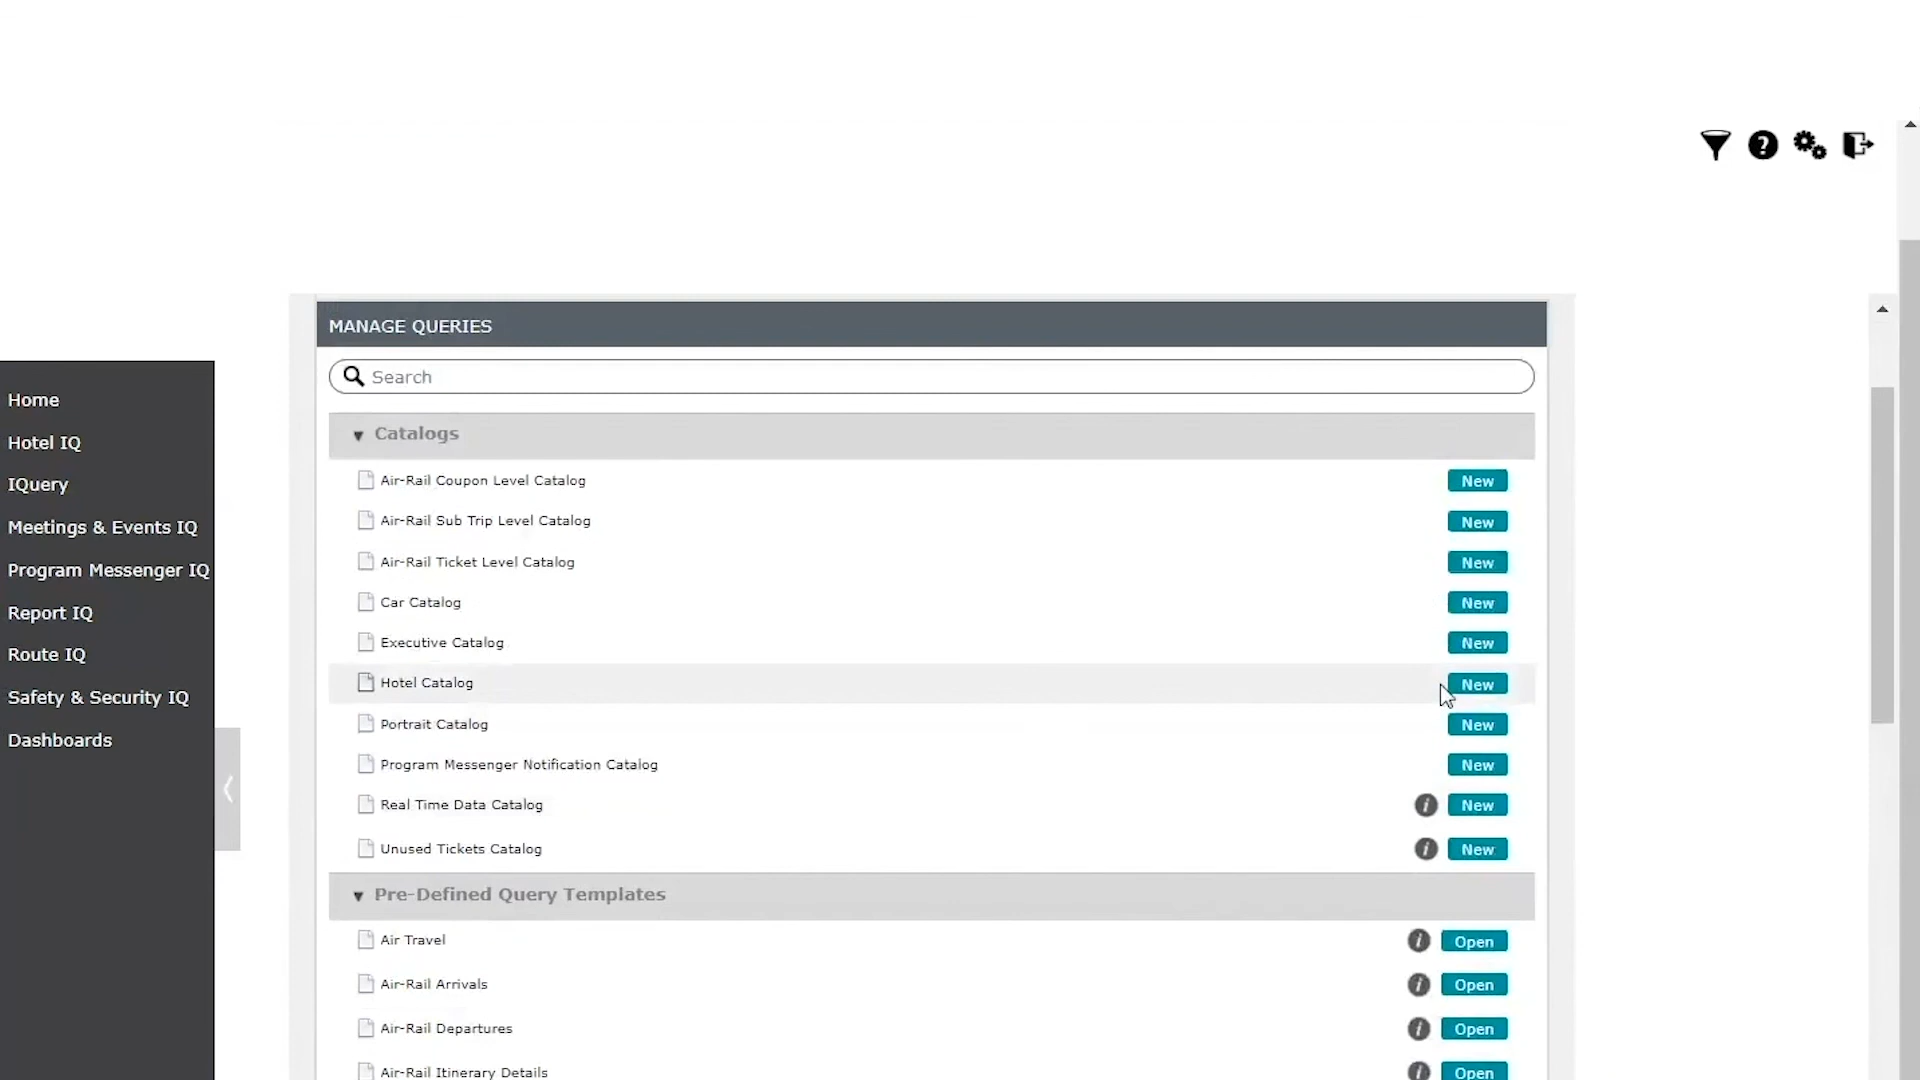 MANAGE QUERIES
Search
Catalogs
Air-Rail Coupon Level Catalog New
Air-Rail Sub Trip Level Catalog New
Air-Rail Ticket Level Catalog New
Car Catalog New
Executive Catalog New
Hotel Catalog New
Portrait Catalog New
Program Messenger Notification Catalog New
Real Time Data Catalog i New
Unused Tickets Catalog i New
Pre-Defined Query Templates
Air Travel i Open
Air-Rail Arrivals i Open
Air-Rail Departures i Open
Air-Rail Itinerary Details i Open
Home
Hotel IQ
IQuery
Meetings & Events IQ
Program Messenger IQ
Report IQ
Route IQ
Safety & Security IQ
Dashboards